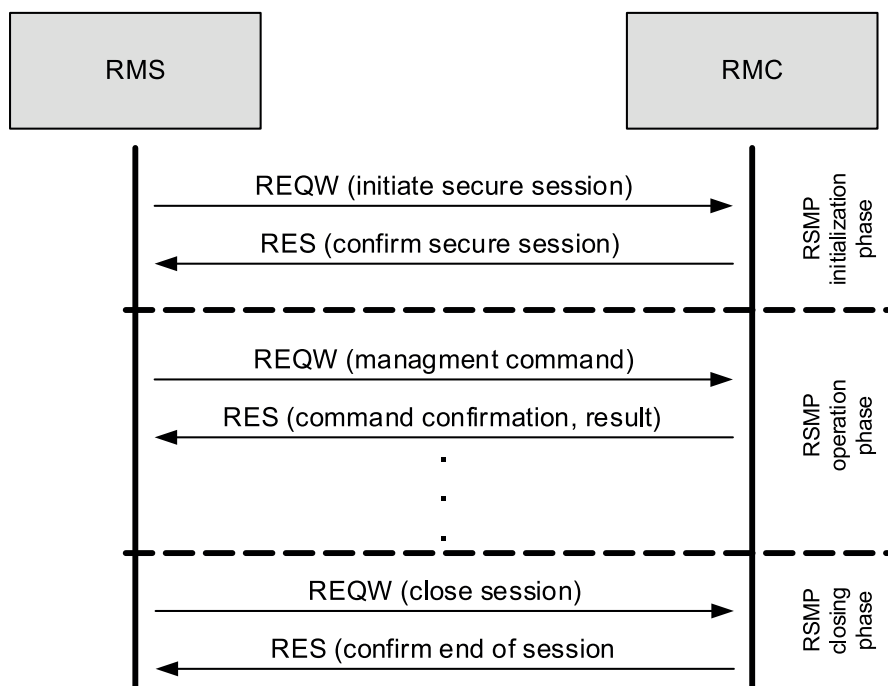 RMS
RMC
REQW (initiate secure session)
RES (confirm secure session)
RSMP
initialization
phase
REQW (managment command)
RES (command confirmation, result)
.
.
.
RSMP
operation
phase
REQW (close session)
RES (confirm end of session
RSMP
closing
phase